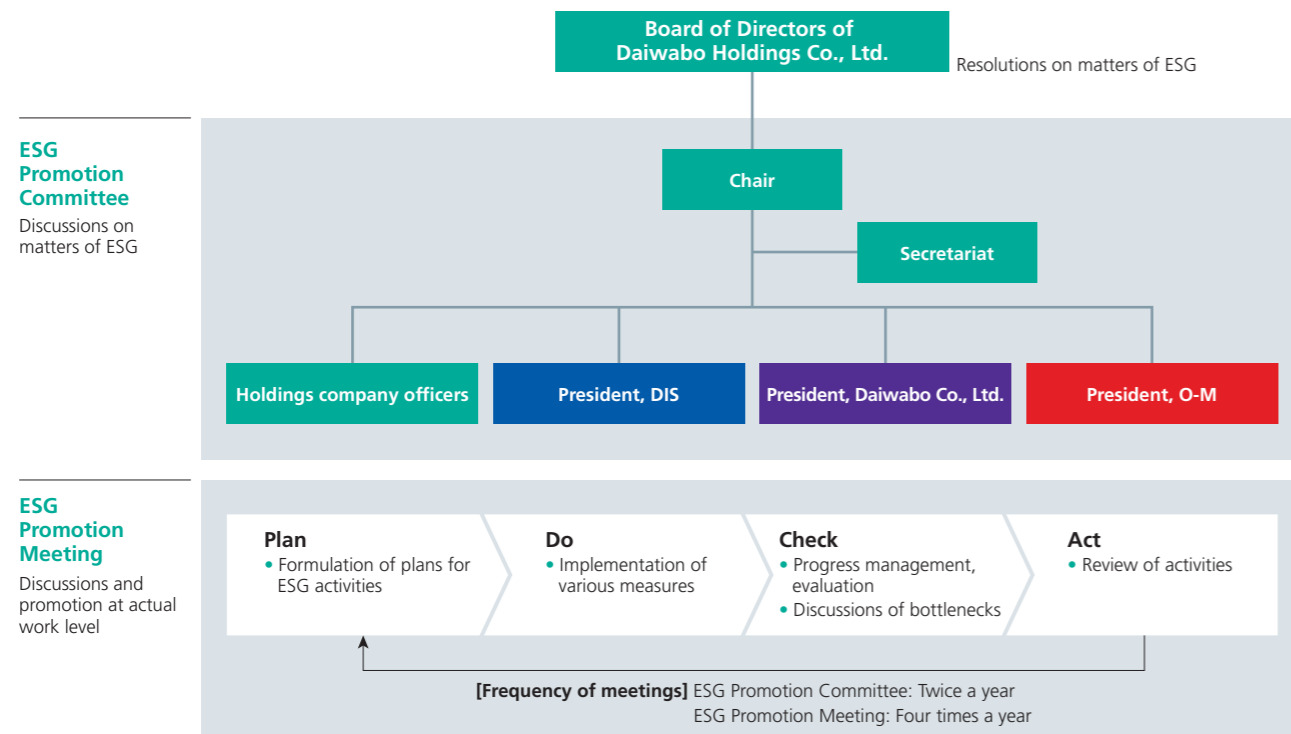 Board of Directors of
Daiwabo Holdings Co., Ltd.
Resolutions on matters of ESG
ESG
Promotion
Committee
Discussions on
matters of ESG
Chair
Secretariat
Holdings company officers
President, DIS
President, Daiwabo Co., Ltd.
President, O-M
ESG
Promotion
Meeting
Discussions and
promotion at actual
work level
Plan
• Formulation of plans for
ESG activities
Do
• Implementation of
various measures
Check
• Progress management,
evaluation
• Discussions of bottlenecks
Act
• Review of activities
[Frequency of meetings] ESG Promotion Committee: Twice a year
ESG Promotion Meeting: Four times a year